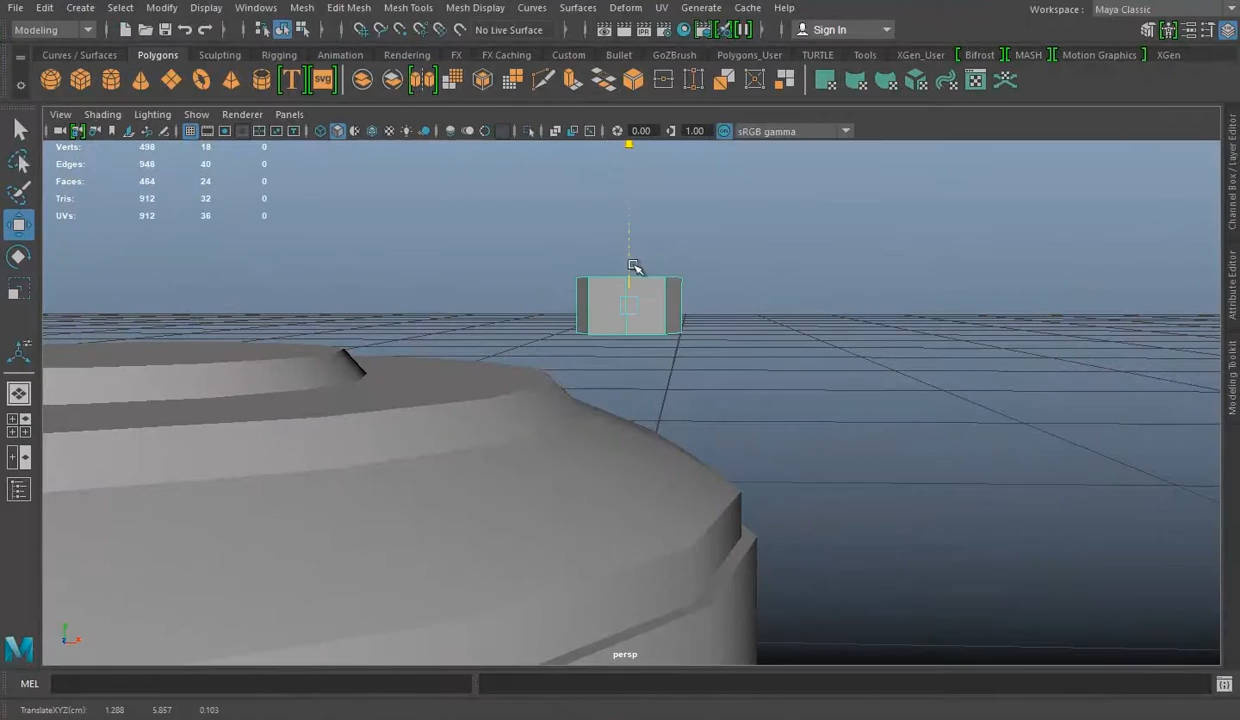 File Edit Create Select Modify Display Windows Mesh Edit Mesh Mesh Tools Mesh Display Curves Surfaces Deform UV Generate Cache Help Workspace : Maya Classic
Modeling No Live Surface Sign In
Curves / Surfaces Polygons Sculpting Rigging Animation Rendering FX FX Caching Custom Bullet GoZBrush Polygons_User TURTLE Tools XGen_User Bifrost MASH Motion Graphics XGen
T SVG
View Shading Lighting Show Renderer Panels
IPR
0.00 1.00 sRGB gamma
Verts: 498 18 0
Edges: 948 40 0
Faces: 464 24 0
Tris: 912 32 0
UVs: 912 36 0
Channel Box / Layer Editor
Attribute Editor
Modeling Toolkit
persp
MEL
TranslateXYZ(cm): 1.288 5.857 0.103